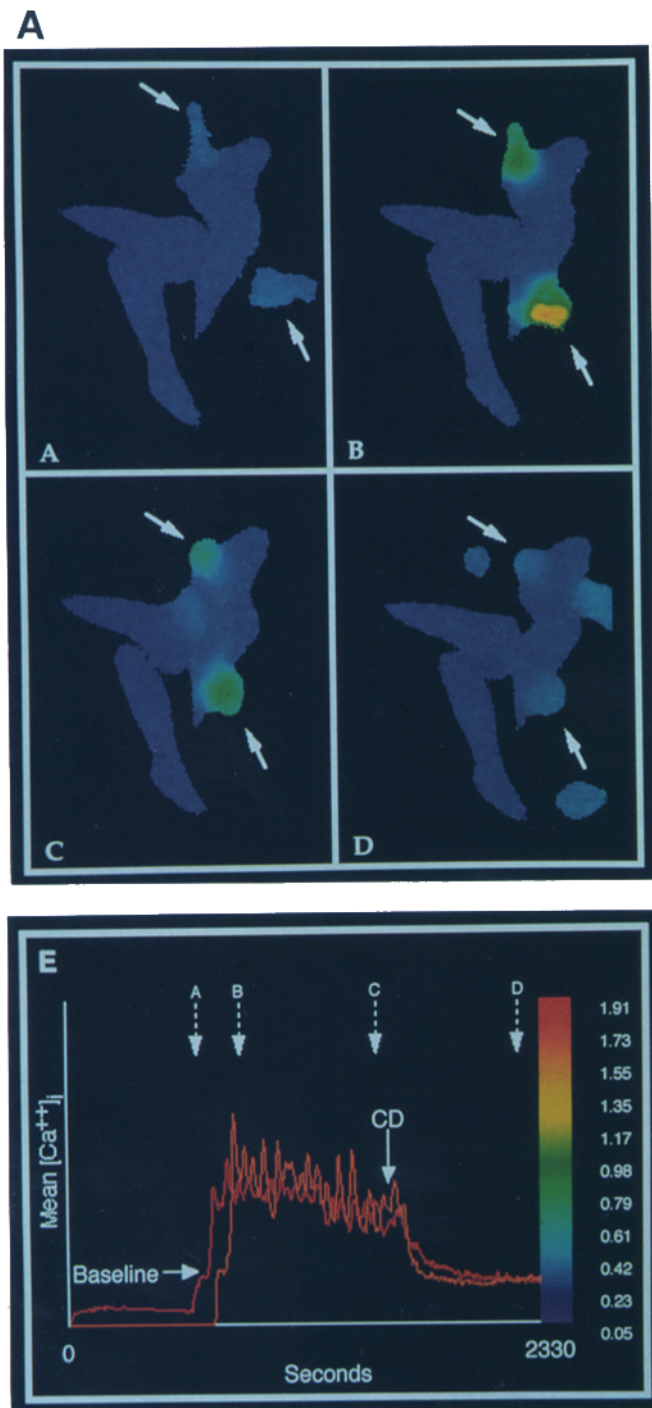 A
A
B
C
D
E
A B C D
CD
Mean [Ca++]i
Baseline
0
2330
Seconds
1.91
1.73
1.55
1.35
1.17
0.98
0.79
0.61
0.42
0.23
0.05